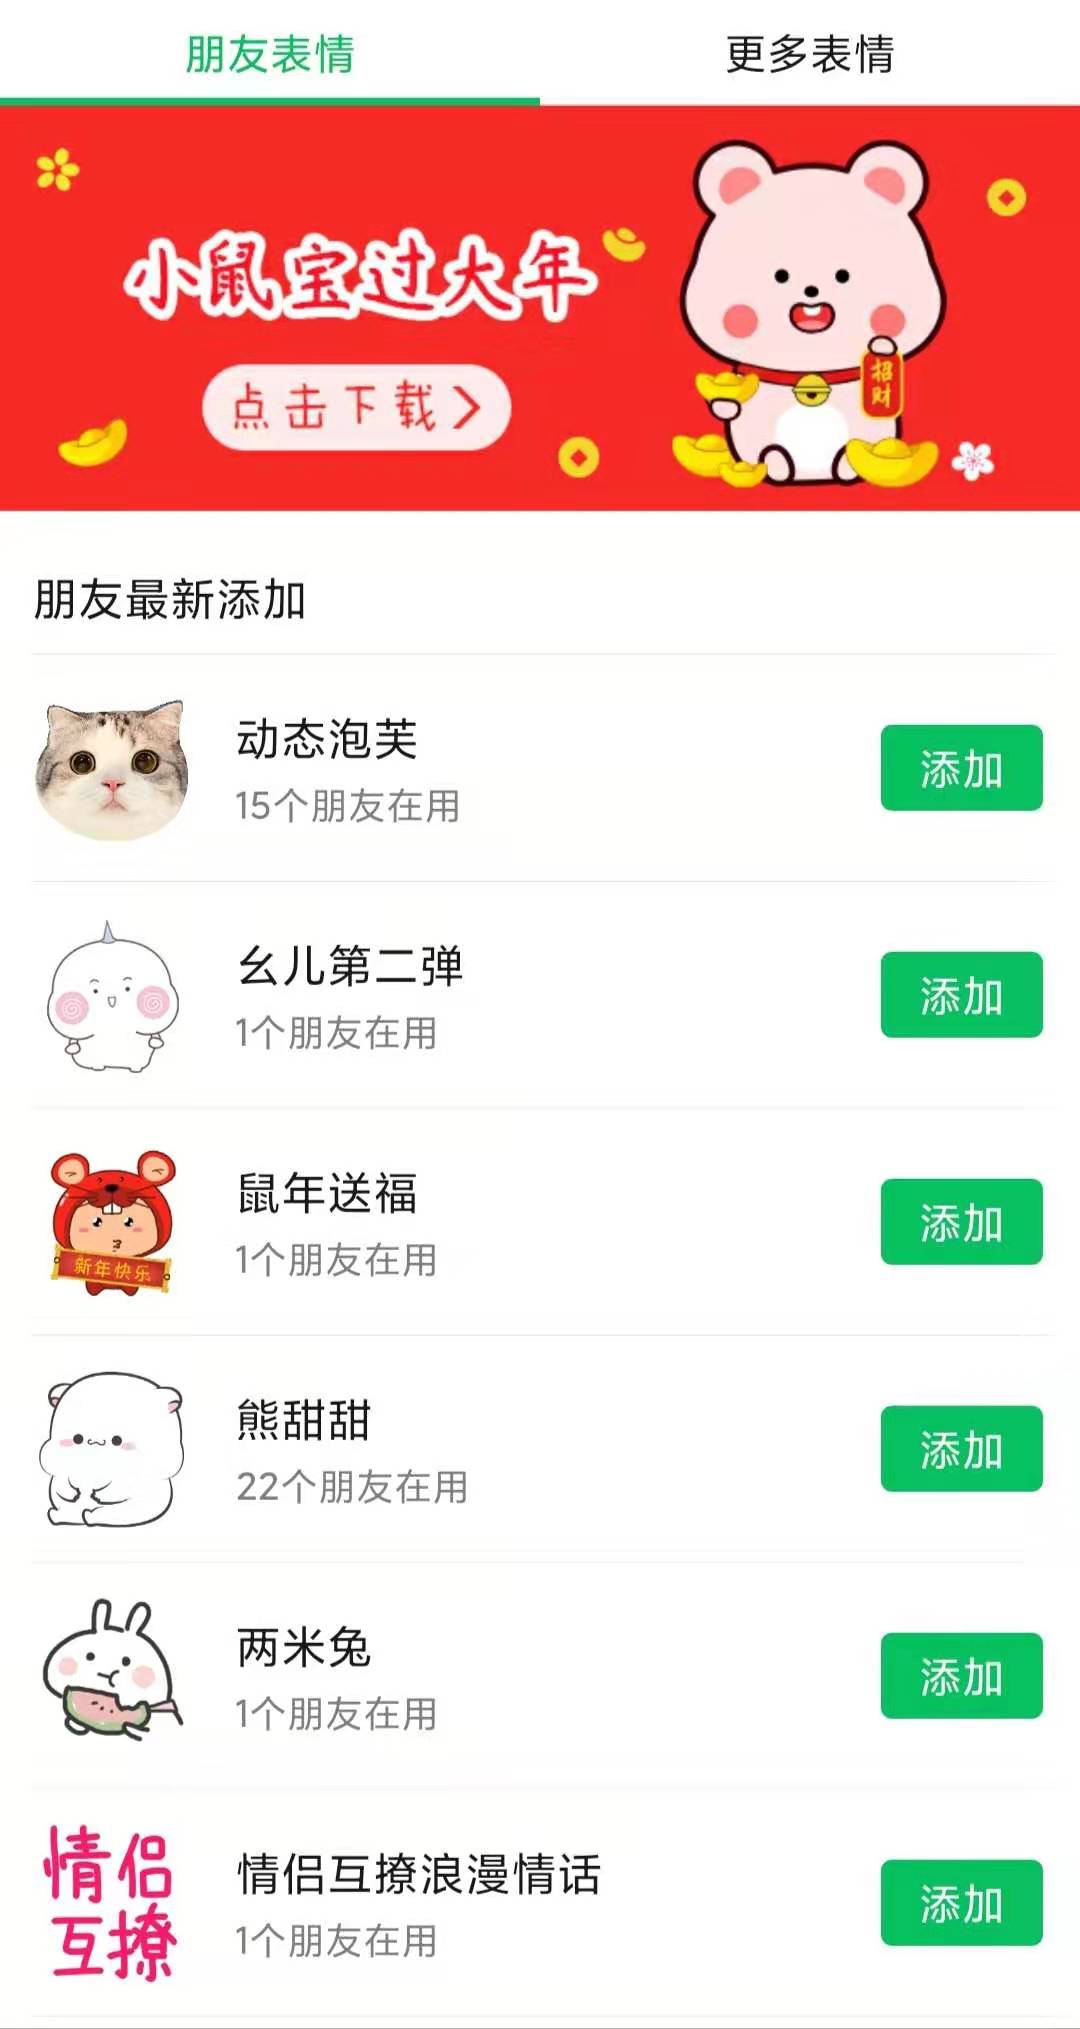 朋友表情
更多表情
小鼠宝过大年
招财
点击下载
朋友最新添加
动态泡芙
15个朋友在用
添加
幺儿第二弹
1个朋友在用
添加
新年快乐
鼠年送福
1个朋友在用
添加
熊甜甜
22个朋友在用
添加
两米兔
1个朋友在用
添加
情侣
互撩
情侣互撩浪漫情话
1个朋友在用
添加